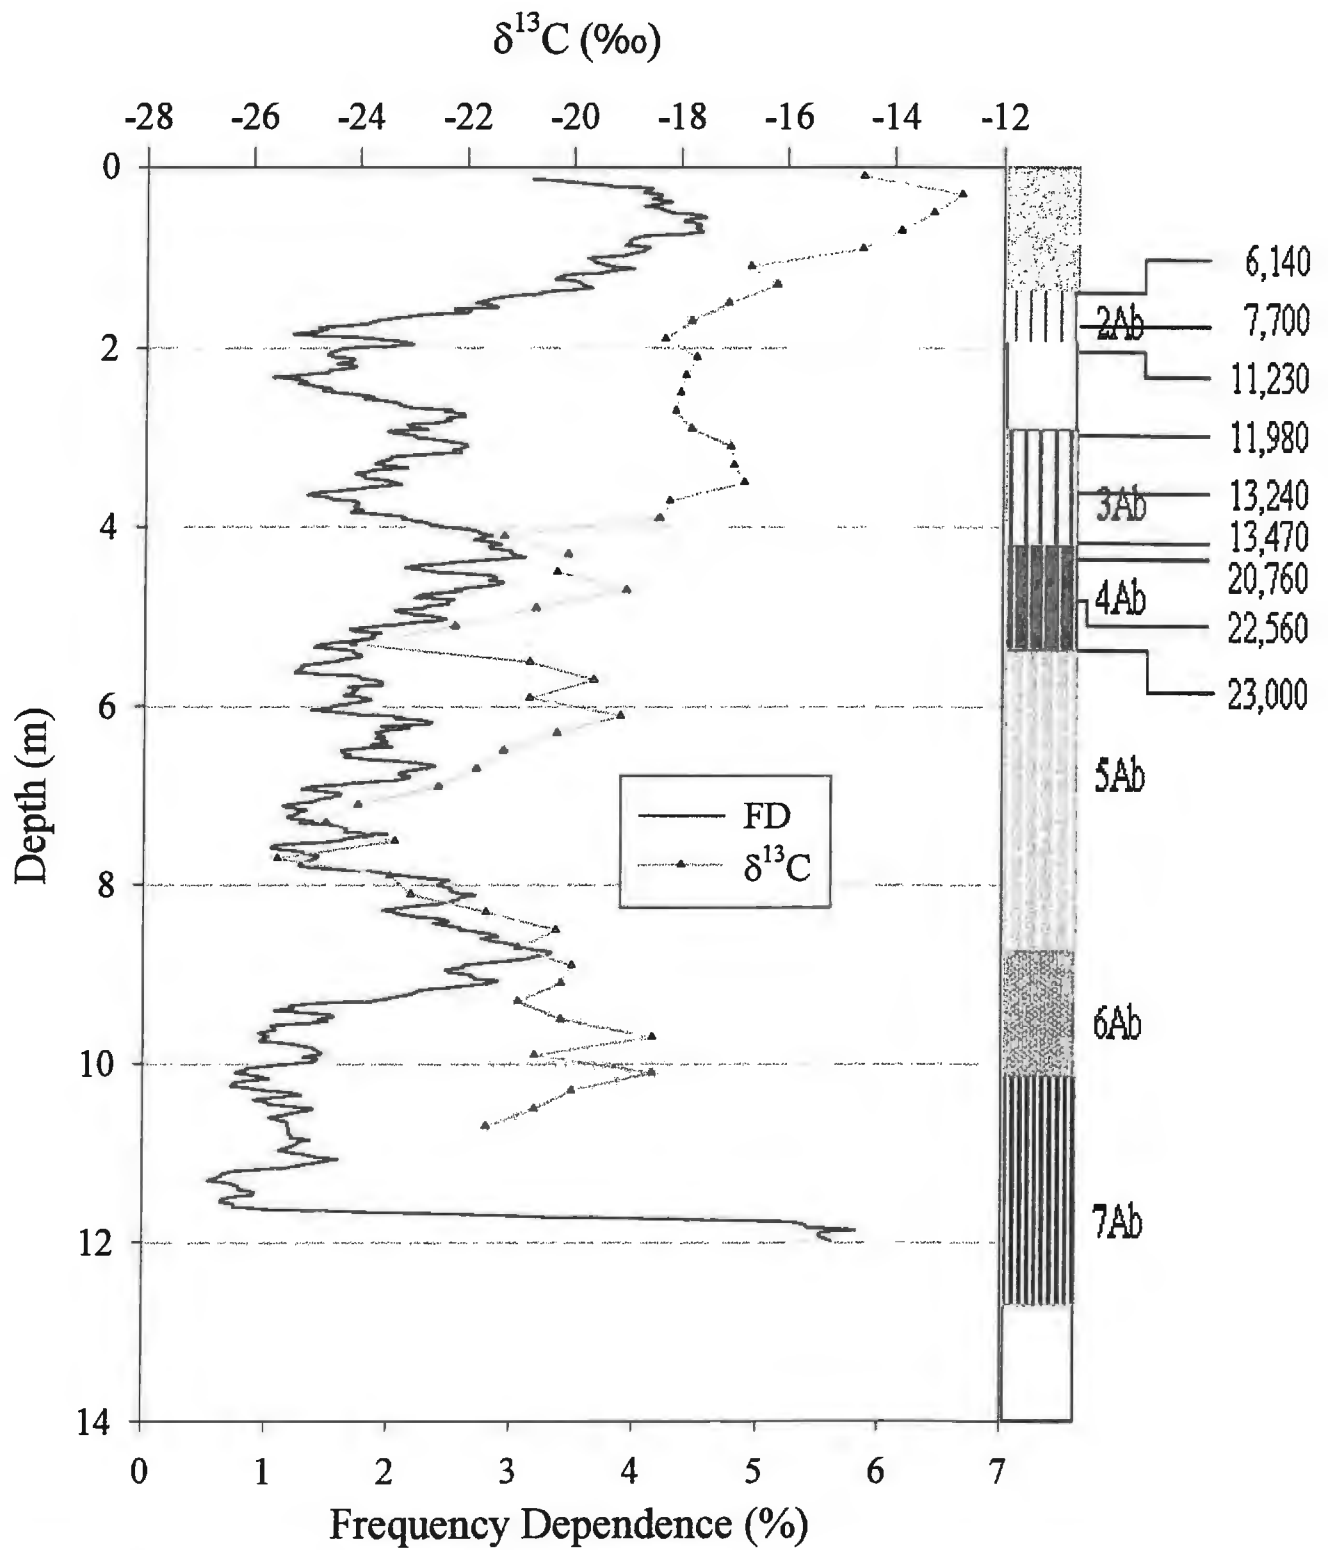 δ¹³C (‰)
-28 -26 -24 -22 -20 -18 -16 -14 -12
0
2
4
6
8
10
12
14
Depth (m)
0 1 2 3 4 5 6 7
Frequency Dependence (%)
FD
δ¹³C
2Ab
3Ab
4Ab
5Ab
6Ab
7Ab
6,140
7,700
11,230
11,980
13,240
13,470
20,760
22,560
23,000